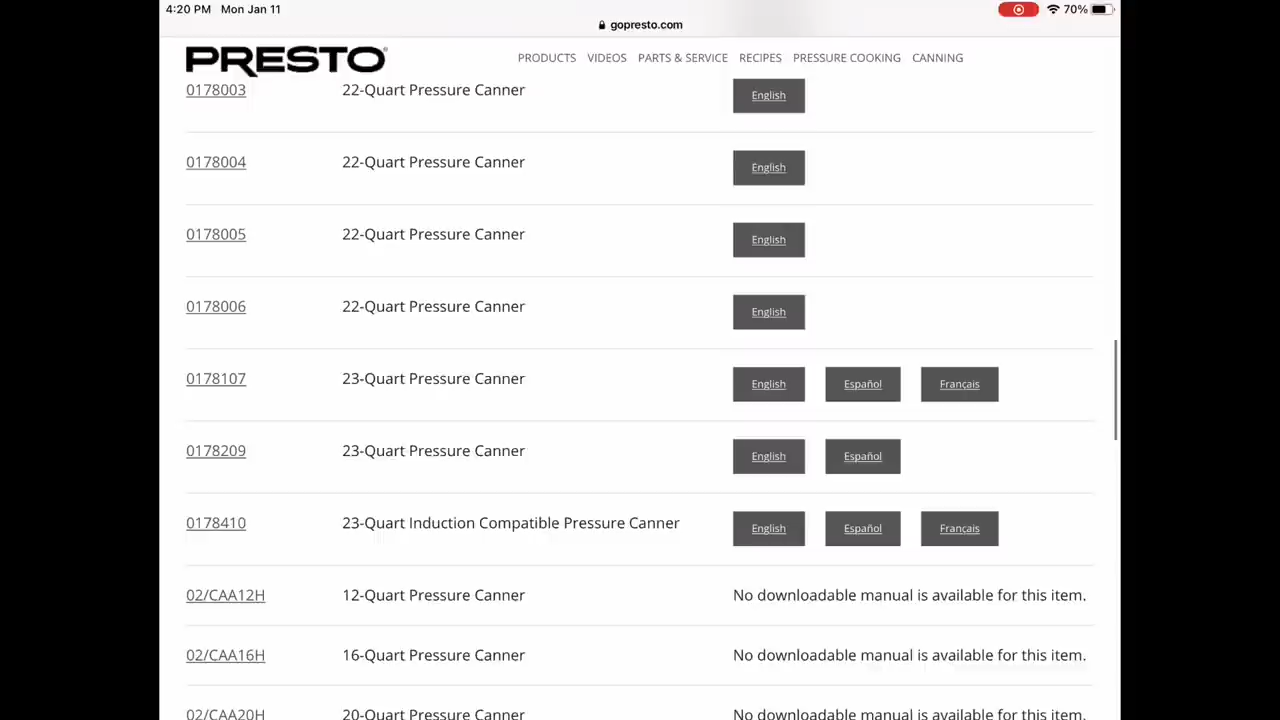 4:20 PM Mon Jan 11 70%
gopresto.com
PRESTO PRODUCTS VIDEOS PARTS & SERVICE RECIPES PRESSURE COOKING CANNING
0178003 22-Quart Pressure Canner English
0178004 22-Quart Pressure Canner English
0178005 22-Quart Pressure Canner English
0178006 22-Quart Pressure Canner English
0178107 23-Quart Pressure Canner English Español Francais
0178209 23-Quart Pressure Canner English Español
0178410 23-Quart Induction Compatible Pressure Canner English Español Francais
02/CAA12H 12-Quart Pressure Canner No downloadable manual is available for this item.
02/CAA16H 16-Quart Pressure Canner No downloadable manual is available for this item.
02/CAA20H 20-Quart Pressure Canner No downloadable manual is available for this item.